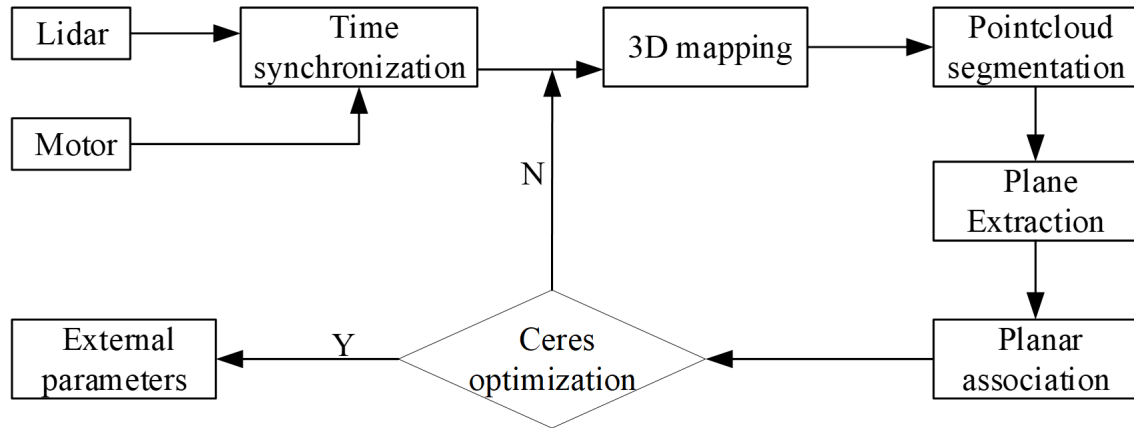 Lidar
Time
synchronization
3D mapping
Pointcloud
segmentation
Motor
N
Plane
Extraction
External
parameters
Y
Ceres
optimization
Planar
association